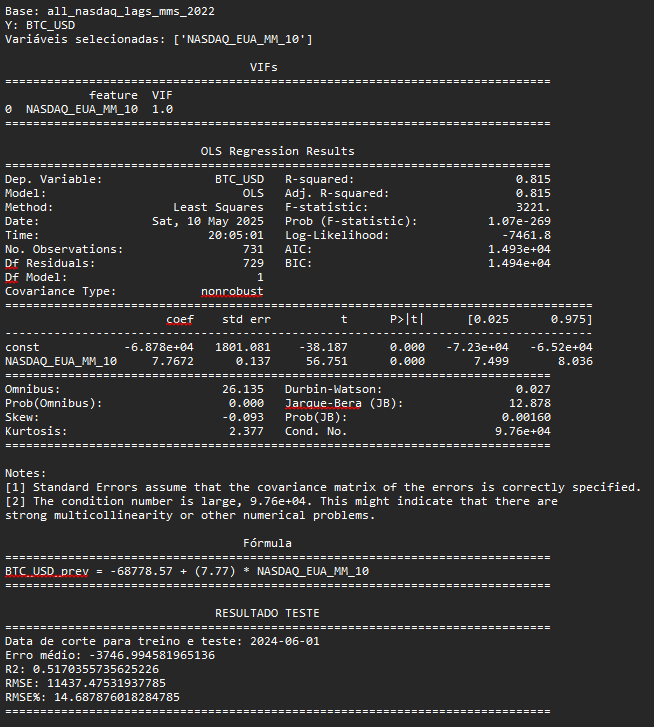 Base: all_nasdaq_lags_mms_2022
Y: BTC_USD
Variáveis selecionadas: ['NASDAQ_EUA_MM_10']
VIFs
==============================================================================
feature  VIF
0  NASDAQ_EUA_MM_10  1.0
==============================================================================
OLS Regression Results
==============================================================================
Dep. Variable: BTC_USD R-squared: 0.815
Model: OLS Adj. R-squared: 0.815
Method: Least Squares F-statistic: 3221.
Date: Sat, 10 May 2025 Prob (F-statistic): 1.07e-269
Time: 20:05:01 Log-Likelihood: -7461.8
No. Observations: 731 AIC: 1.493e+04
Df Residuals: 729 BIC: 1.494e+04
Df Model: 1
Covariance Type: nonrobust
====================================================================================
coef std err t P>|t| [0.025 0.975]
------------------------------------------------------------------------------------
const -6.878e+04 1801.081 -38.187 0.000 -7.23e+04 -6.52e+04
NASDAQ_EUA_MM_10 7.7672 0.137 56.751 0.000 7.499 8.036
==============================================================================
Omnibus: 26.135 Durbin-Watson: 0.027
Prob(Omnibus): 0.000 Jarque-Bera (JB): 12.878
Skew: -0.093 Prob(JB): 0.00160
Kurtosis: 2.377 Cond. No. 9.76e+04
==============================================================================
Notes:
[1] Standard Errors assume that the covariance matrix of the errors is correctly specified.
[2] The condition number is large, 9.76e+04. This might indicate that there are
strong multicollinearity or other numerical problems.
Fórmula
==============================================================================
BTC_USD_prev = -68778.57 + (7.77) * NASDAQ_EUA_MM_10
==============================================================================
RESULTADO TESTE
==============================================================================
Data de corte para treino e teste: 2024-06-01
Erro médio: -3746.994581965136
R2: 0.5170355735625226
RMSE: 11437.47531937785
RMSE%: 14.687876018284785
==============================================================================